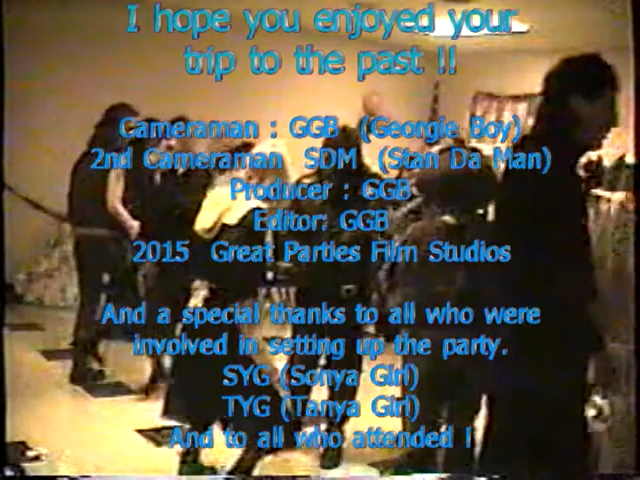 I hope you enjoyed your
trip to the past !!
Cameraman : GGB (Georgie Boy)
2nd Cameraman SDM (Stan Da Man)
Producer : GGB
Editor: GGB
2015 Great Parties Film Studios
And a special thanks to all who were
involved in setting up the party.
SYG (Sonya Girl)
TYG (Tanya Girl)
And to all who attended !